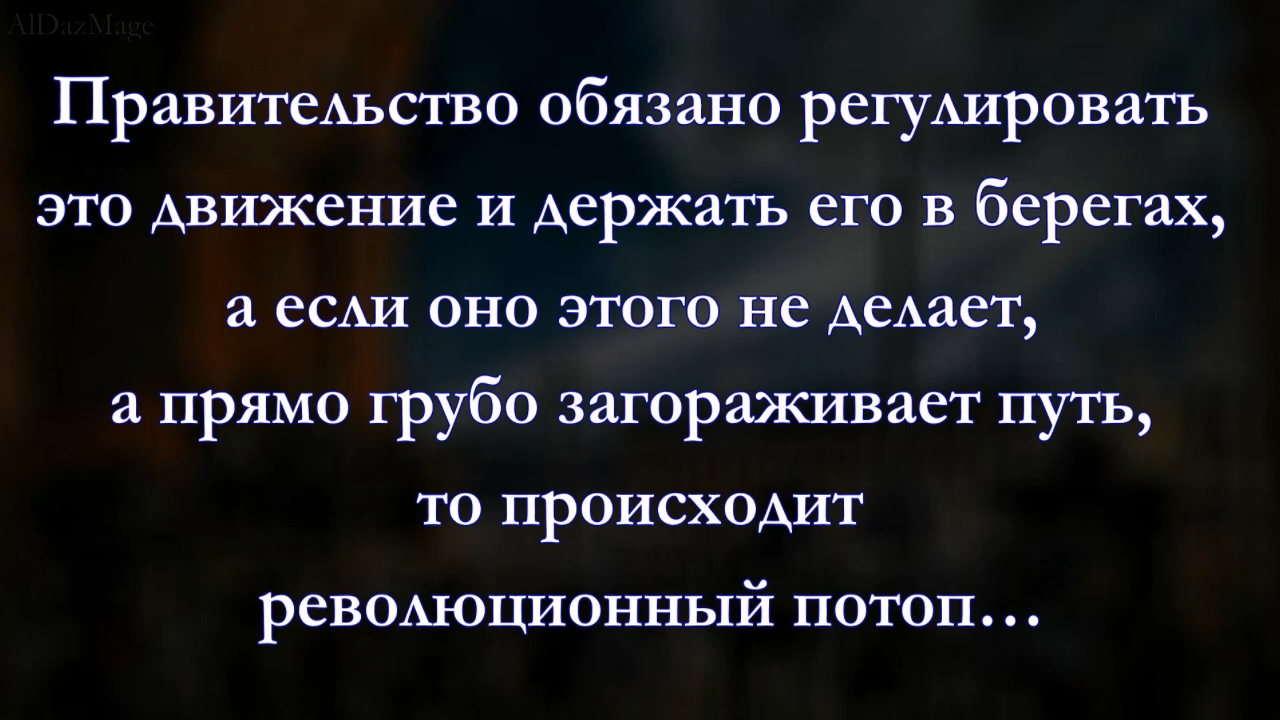 AlDazMage
Правительство обязано регулировать
это движение и держать его в берегах,
а если оно этого не делает,
а прямо грубо загораживает путь,
то происходит
революционный потоп…